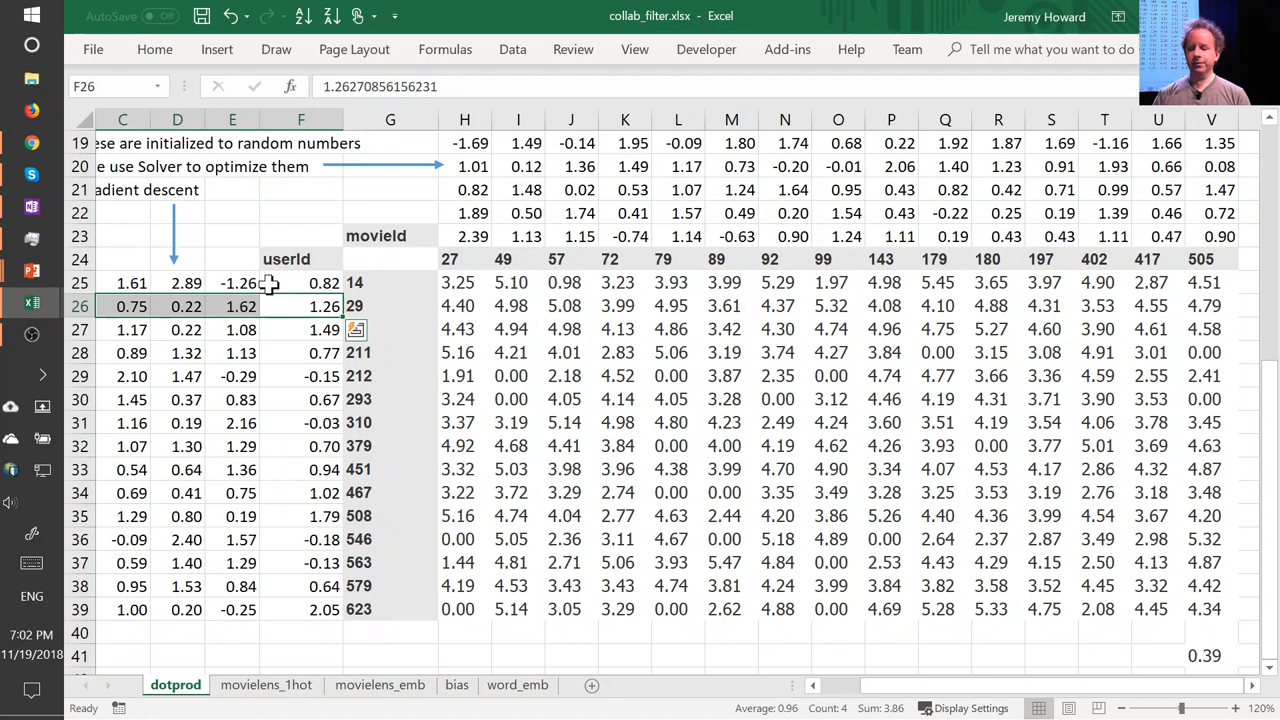 AutoSave Off collab_filter.xlsx - Excel Jeremy Howard
File Home Insert Draw Page Layout Formulas Data Review View Developer Add-ins Help Team Tell me what you want to do
F26 fx 1.26270856156231
C D E F G H I J K L M N O P Q R S T U V
19 ese are initialized to random numbers -1.69 1.49 -0.14 1.95 -0.09 1.80 1.74 0.68 0.22 1.92 1.87 1.69 -1.16 1.66 1.35
20 e use Solver to optimize them 1.01 0.12 1.36 1.49 1.17 0.73 -0.20 -0.01 2.06 1.40 1.23 0.91 1.93 0.66 0.08
21 adient descent 0.82 1.48 0.02 0.53 1.07 1.24 1.64 0.95 0.43 0.82 0.42 0.71 0.99 0.57 1.47
22 1.89 0.50 1.74 0.41 1.57 0.49 0.20 1.54 0.43 -0.22 0.25 0.19 1.39 0.46 0.72
23 movieId 2.39 1.13 1.15 -0.74 1.14 -0.63 0.90 1.24 1.11 0.19 0.43 0.43 1.11 0.47 0.90
24 userId 27 49 57 72 79 89 92 99 143 179 180 197 402 417 505
25 1.61 2.89 -1.26 0.82 14 3.25 5.10 0.98 3.23 3.93 3.99 5.29 1.97 4.98 5.45 3.65 3.97 4.90 2.87 4.51
26 0.75 0.22 1.62 1.26 29 4.40 4.98 5.08 3.99 4.95 3.61 4.49 3.51 4.10 4.88 4.27 4.53 4.55 4.79
27 1.17 0.22 1.08 1.49 4.43 4.94 4.98 4.13 4.86 3.42 4.30 4.74 4.96 4.75 5.27 4.60 3.90 4.61 4.58
28 0.89 1.32 1.13 0.77 211 5.16 4.21 4.01 2.83 5.06 3.19 3.74 4.27 3.84 0.00 3.15 3.08 4.91 3.01 0.00
29 2.10 1.47 -0.29 -0.15 212 1.91 0.00 2.18 4.52 0.00 3.87 2.35 0.00 4.74 4.77 3.66 3.36 4.59 2.55 2.41
30 1.45 0.37 0.83 0.67 293 3.24 0.00 4.05 4.14 4.05 3.28 0.00 3.12 4.46 4.19 4.31 3.71 3.90 3.53 0.00
31 1.16 0.19 2.16 -0.03 310 3.37 3.19 5.14 4.98 4.80 4.23 2.49 4.24 3.60 3.51 4.19 3.54 3.37 3.78 3.45
32 1.07 1.30 1.29 0.70 379 4.92 4.68 4.41 3.84 0.00 4.00 4.19 4.62 4.26 3.93 0.00 3.77 5.01 3.69 4.63
33 0.54 0.64 1.36 0.94 451 3.32 5.03 3.98 3.96 4.38 3.99 4.70 4.90 3.34 4.07 4.53 4.17 2.86 4.32 4.87
34 0.69 0.41 0.75 1.02 467 3.22 3.72 3.29 2.74 0.00 0.00 3.35 3.49 3.28 3.25 3.53 3.19 2.76 3.18 3.48
35 1.29 0.80 0.19 1.79 508 5.16 4.74 4.04 2.77 4.63 2.44 4.20 3.86 5.26 4.40 4.36 3.99 4.54 3.67 4.20
36 -0.09 2.40 1.57 -0.18 546 0.00 5.05 2.36 3.11 4.67 0.00 5.18 4.89 0.00 2.64 2.37 2.87 3.49 2.98 5.32
37 0.59 1.40 1.29 -0.13 563 1.44 4.81 2.71 5.06 3.93 5.47 4.84 0.00 2.53 4.43 4.29 4.15 2.50 4.13 4.87
38 0.95 1.53 0.84 0.64 579 4.19 4.53 3.43 3.43 4.74 3.81 4.24 3.99 3.84 3.82 3.58 3.52 4.45 3.32 4.42
39 1.00 0.20 -0.25 2.05 623 0.00 5.14 3.05 3.29 0.00 2.62 4.88 0.00 4.69 5.28 5.33 4.75 2.08 4.45 4.34
40
41 0.39
dotprod movielens_1hot movielens_emb bias word_emb
Ready Average: 0.96 Count: 4 Sum: 3.86 Display Settings 120%
ENG
7:02 PM
11/19/2018